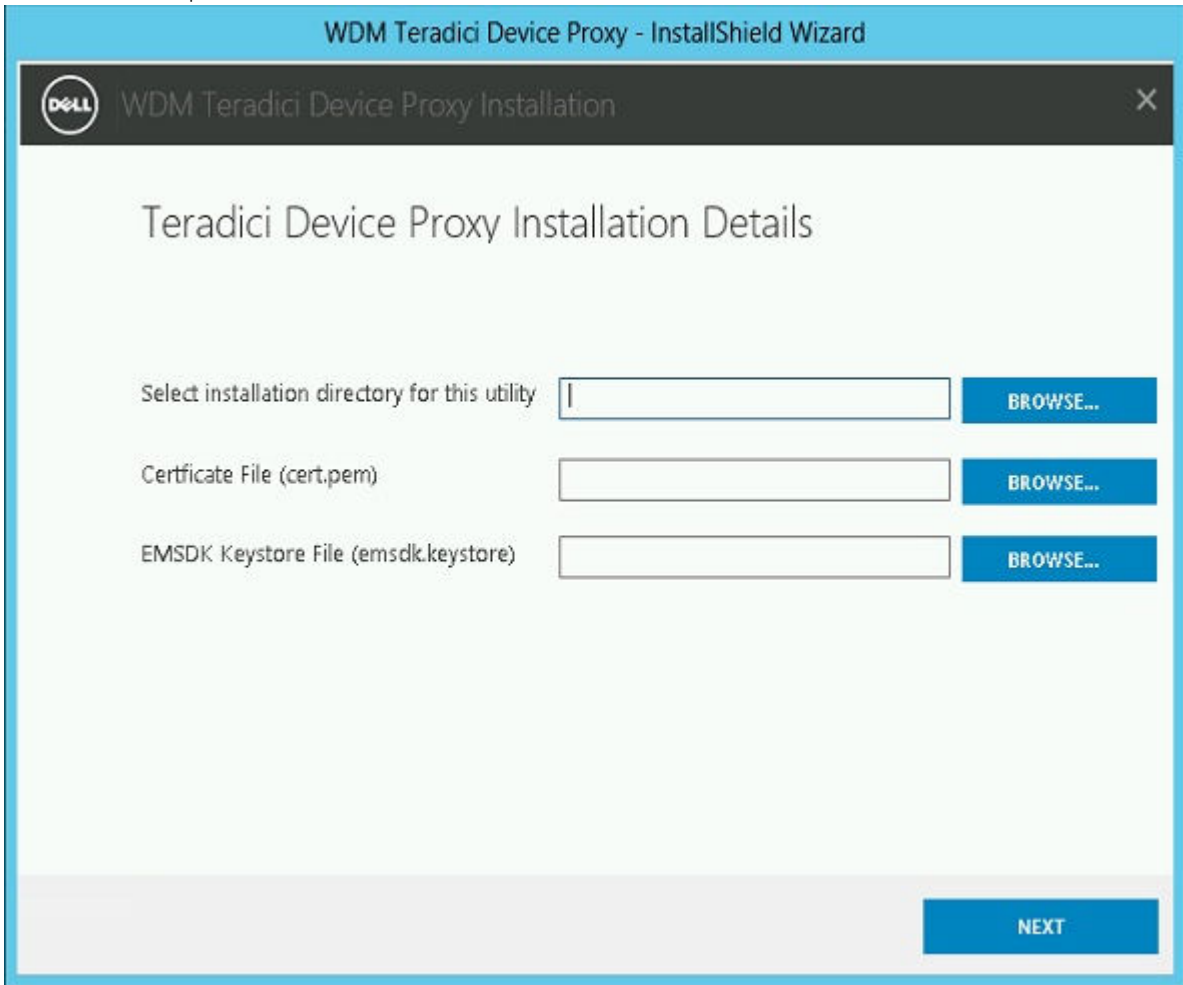 WDM Teradici Device Proxy - InstallShield Wizard
DELL WDM Teradici Device Proxy Installation
Teradici Device Proxy Installation Details
Select installation directory for this utility BROWSE...
Certficate File (cert.pem) BROWSE...
EMSDK Keystore File (emsdk.keystore) BROWSE...
NEXT